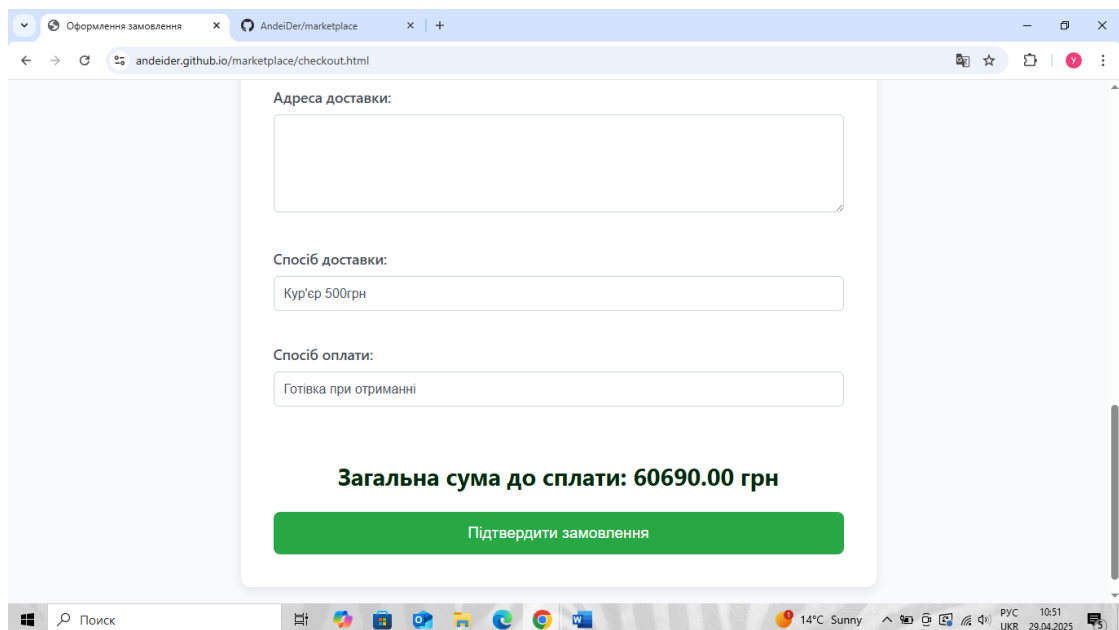 Оформлення замовлення
AndeiDer/marketplace
andeider.github.io/marketplace/checkout.html
У
Адреса доставки:
Спосіб доставки:
Кур'єр 500грн
Спосіб оплати:
Готівка при отриманні
Загальна сума до сплати: 60690.00 грн
Підтвердити замовлення
Поиск
14°C Sunny
РУС
UKR
10:51
29.04.2025
5